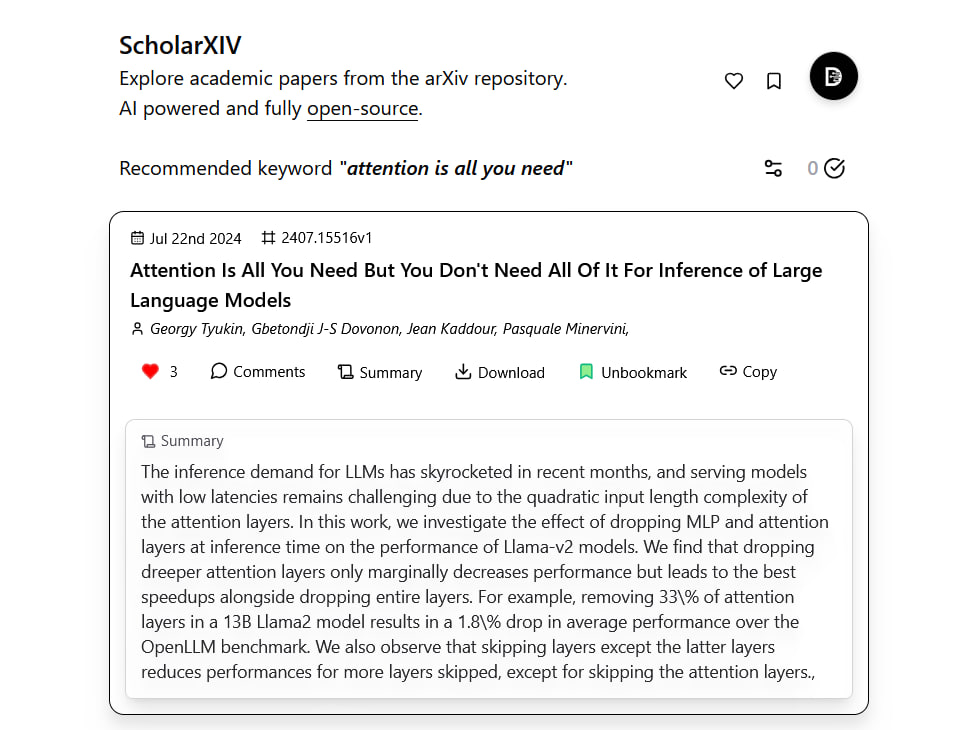 ScholarXIV
Explore academic papers from the arXiv repository.
AI powered and fully open-source.
D
Recommended keyword "attention is all you need"
0
Jul 22nd 2024 2407.15516v1
Attention Is All You Need But You Don't Need All Of It For Inference of Large
Language Models
Georgy Tyukin, Gbetondji J-S Dovonon, Jean Kaddour, Pasquale Minervini,
3 Comments Summary Download Unbookmark Copy
Summary
The inference demand for LLMs has skyrocketed in recent months, and serving models
with low latencies remains challenging due to the quadratic input length complexity of
the attention layers. In this work, we investigate the effect of dropping MLP and attention
layers at inference time on the performance of Llama-v2 models. We find that dropping
dreeper attention layers only marginally decreases performance but leads to the best
speedups alongside dropping entire layers. For example, removing 33\% of attention
layers in a 13B Llama2 model results in a 1.8\% drop in average performance over the
OpenLLM benchmark. We also observe that skipping layers except the latter layers
reduces performances for more layers skipped, except for skipping the attention layers.,